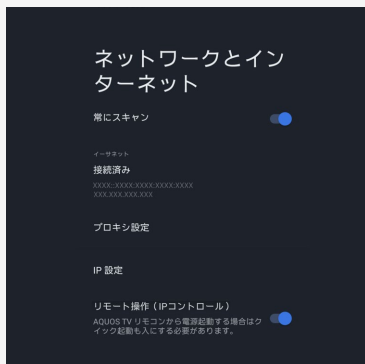 ネットワークとイン
ターネット
常にスキャン
イーサネット
接続済み
XXXX::XXXX:XXXX:XXXX:XXXX
XXX.XXX.XXX.XXX
プロキシ設定
IP 設定
リモート操作（IPコントロール）
AQUOS TV リモコンから電源起動する場合はク
イック起動も入にする必要があります。